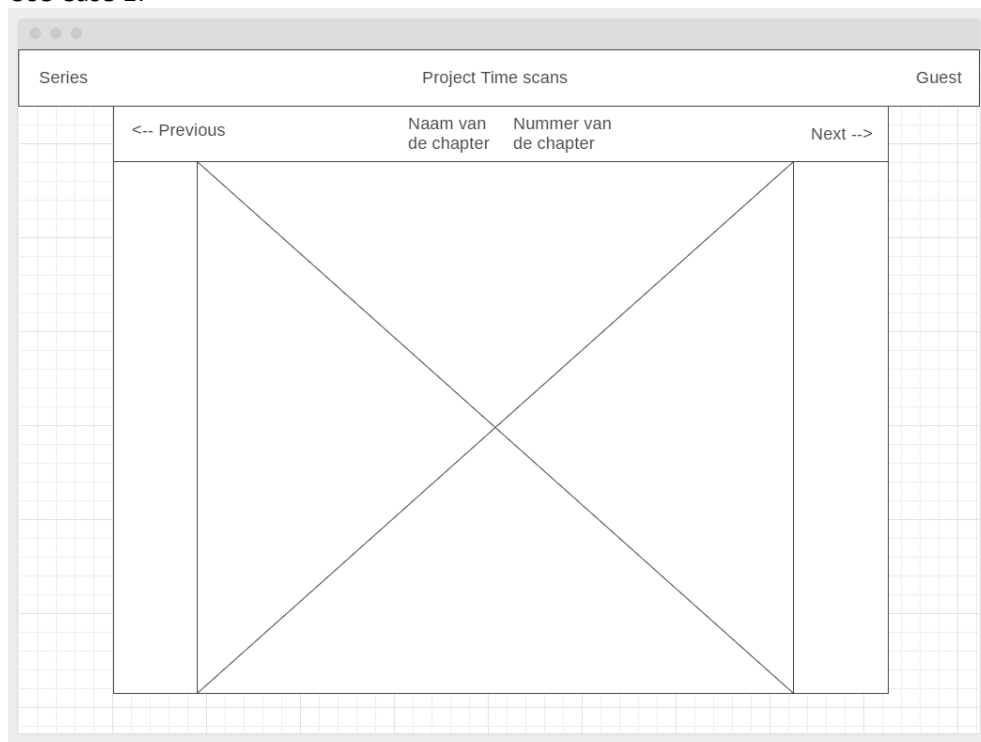 Series
Project Time scans
Guest
<-- Previous
Naam van
de chapter
Nummer van
de chapter
Next -->